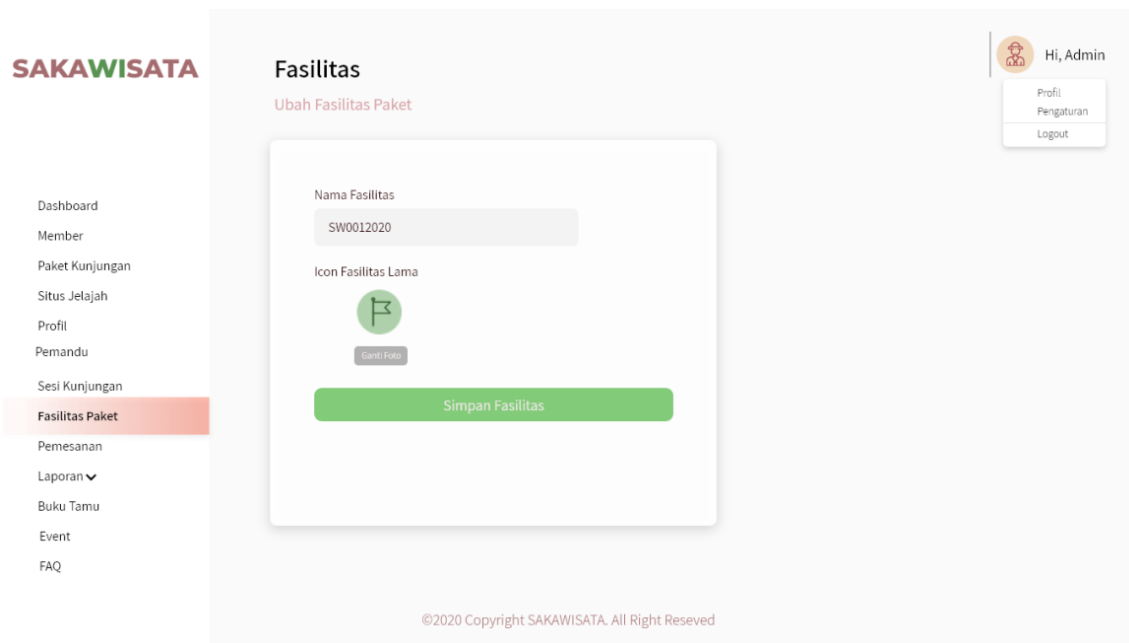 SAKAWISATA
Dashboard
Member
Paket Kunjungan
Situs Jelajah
Profil
Pemandu
Sesi Kunjungan
Fasilitas Paket
Pemesanan
Laporan
Buku Tamu
Event
FAQ
Fasilitas
Ubah Fasilitas Paket
Hi, Admin
Profil
Pengaturan
Logout
Nama Fasilitas
SW0012020
Icon Fasilitas Lama
Ganti Foto
Simpan Fasilitas
©2020 Copyright SAKAWISATA. All Right Reseved